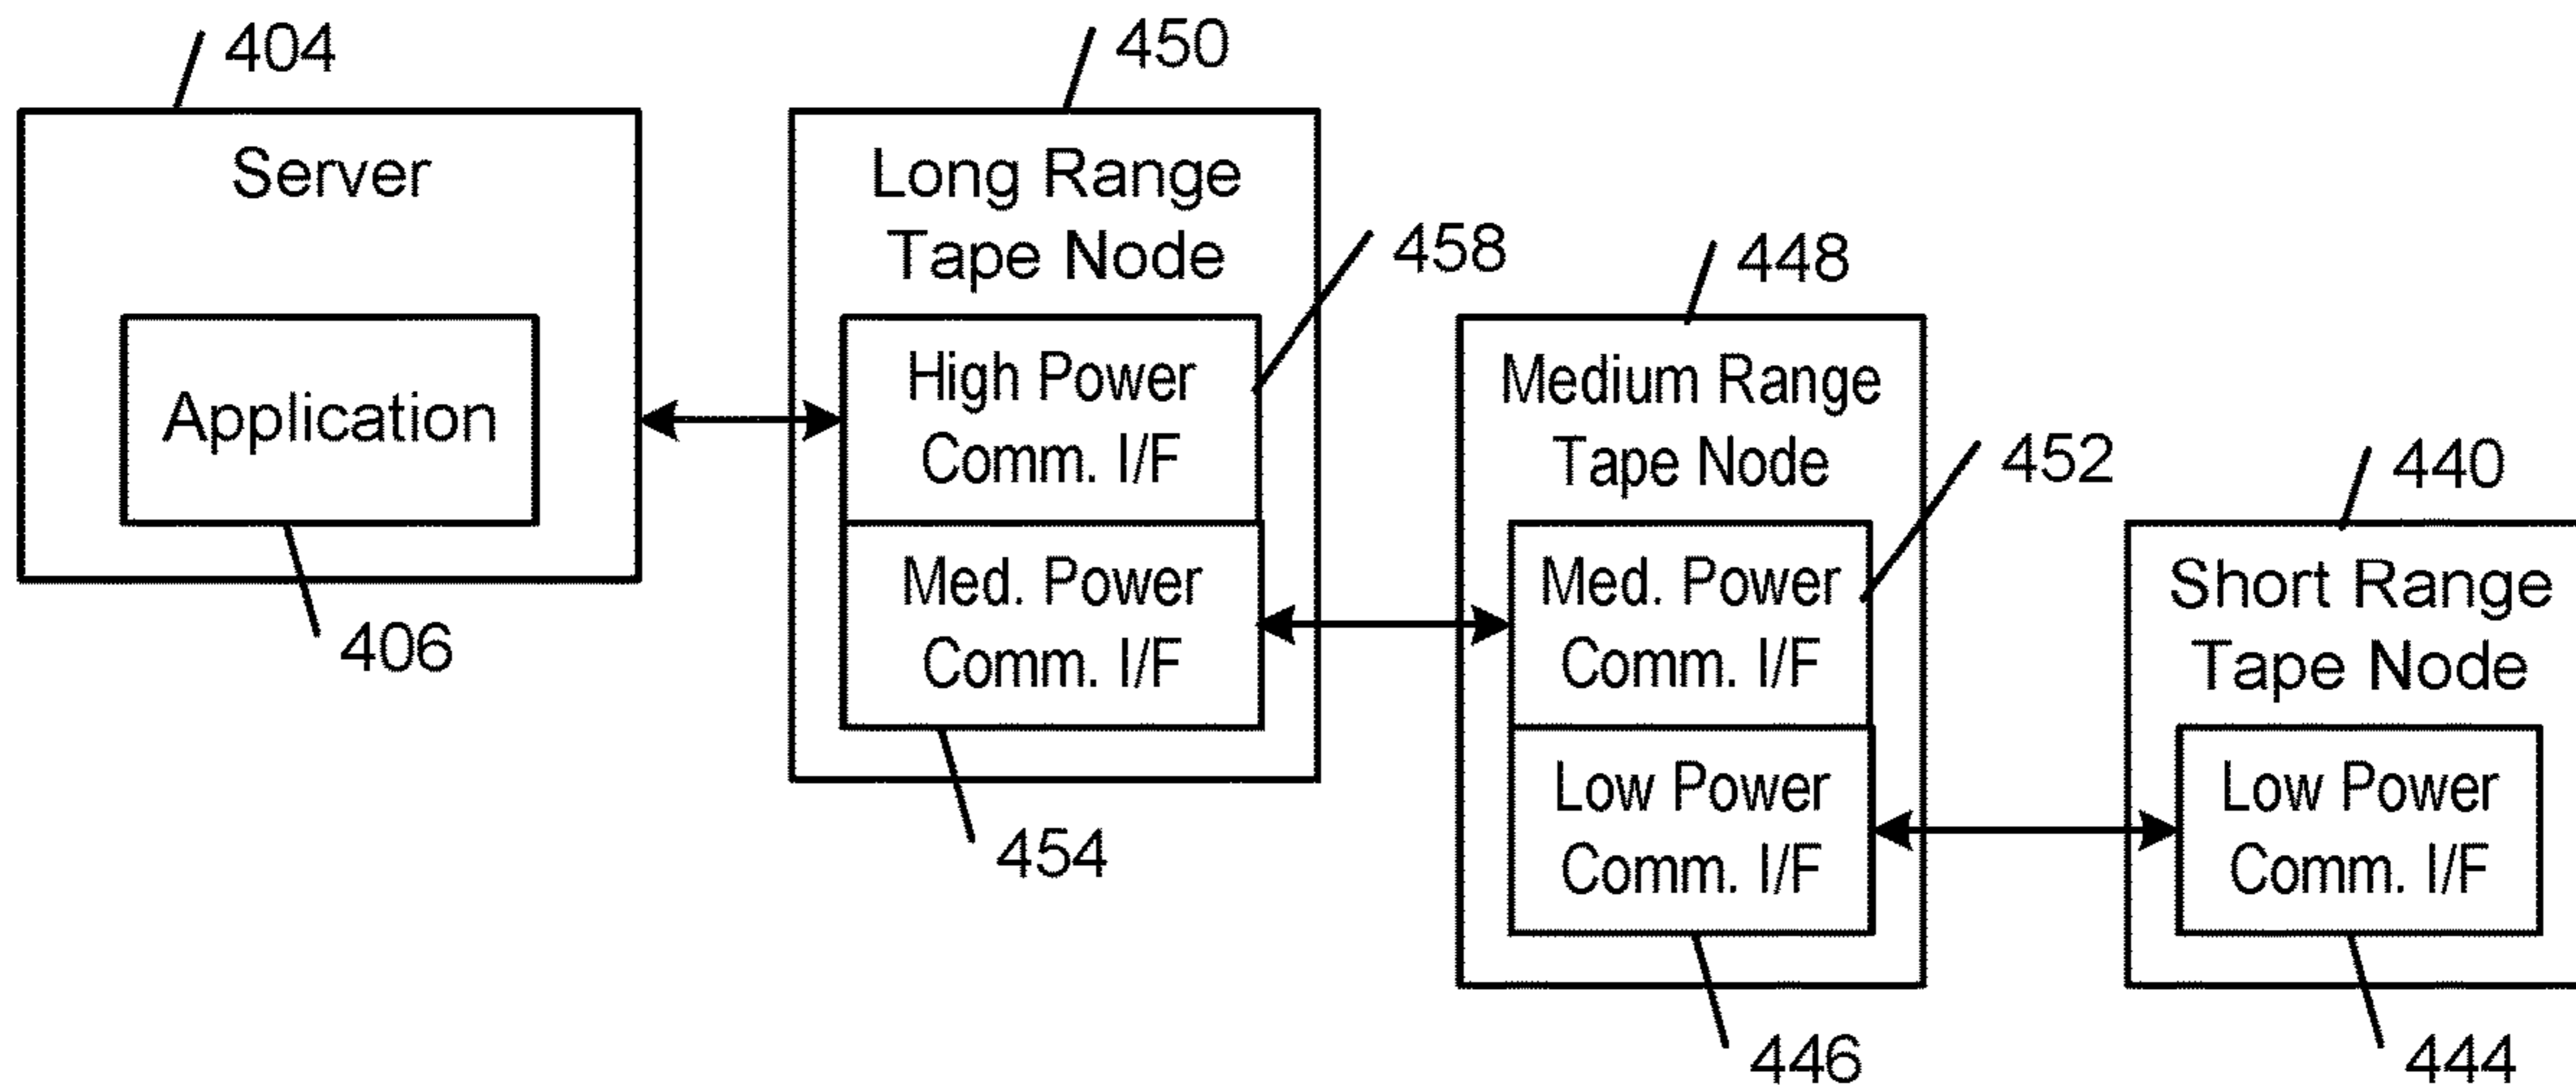 404
Server
Application
406
450
Long Range
Tape Node
458
High Power
Comm. I/F
Med. Power
Comm. I/F
454
448
Medium Range
Tape Node
452
Med. Power
Comm. I/F
Low Power
Comm. I/F
446
440
Short Range
Tape Node
Low Power
Comm. I/F
444